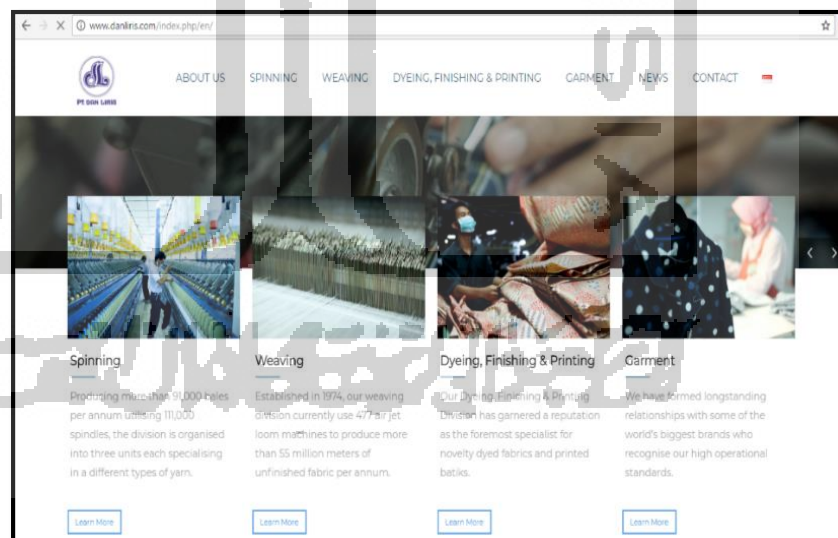 www.danliris.com/index.php/en/
PT DAN LIRIS
ABOUT US SPINNING WEAVING DYEING, FINISHING & PRINTING GARMENT NEWS CONTACT
Spinning
Producing more than 91,000 bales
per annum utilising 111,000
spindles, the division is organised
into three units each specialising
in a different types of yarn.
Learn More
Weaving
Established in 1974, our weaving
division currently use 477 air jet
loom machines to produce more
than 55 million meters of
unfinished fabric per annum.
Learn More
Dyeing, Finishing & Printing
Our Dyeing, Finishing & Printing
Division has garnered a reputation
as the foremost specialist for
novelty dyed fabrics and printed
batiks.
Learn More
Garment
We have formed longstanding
relationships with some of the
world's biggest brands who
recognise our high operational
standards.
Learn More